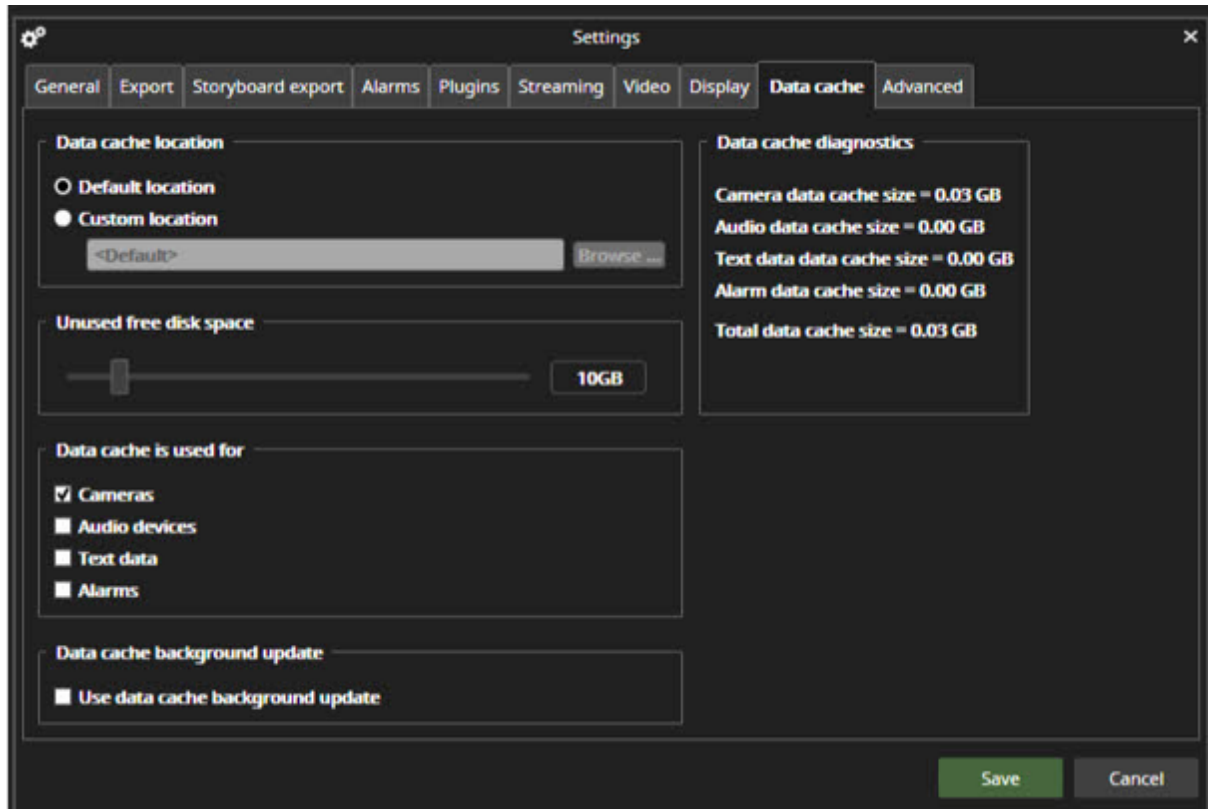 Settings
General Export Storyboard export Alarms Plugins Streaming Video Display Data cache Advanced
Data cache location
Default location
Custom location
<Default> Browse ...
Unused free disk space
10GB
Data cache is used for
Cameras
Audio devices
Text data
Alarms
Data cache background update
Use data cache background update
Data cache diagnostics
Camera data cache size = 0.03 GB
Audio data cache size = 0.00 GB
Text data data cache size = 0.00 GB
Alarm data cache size = 0.00 GB
Total data cache size = 0.03 GB
Save Cancel